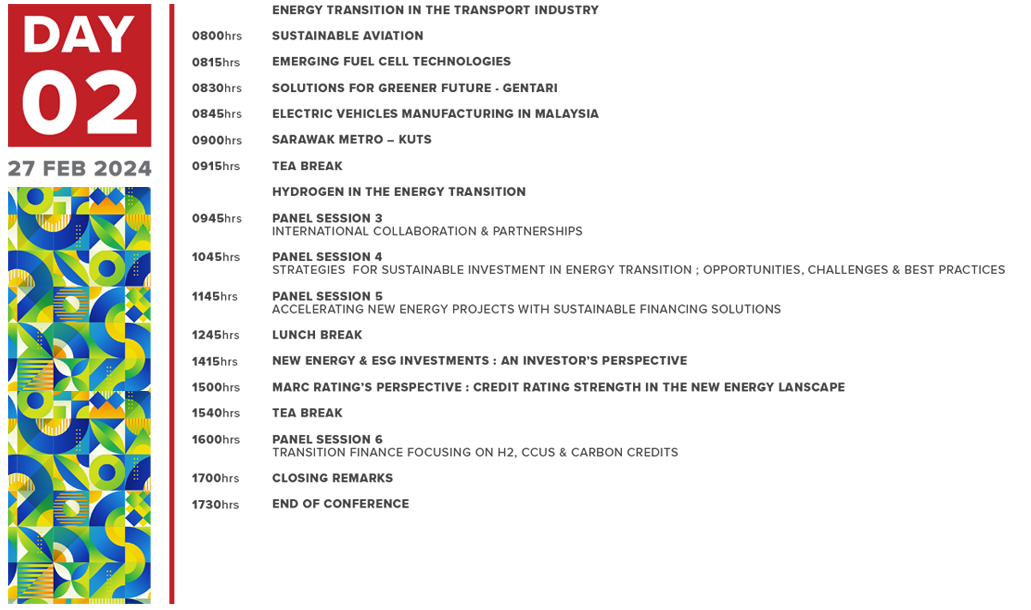 DAY
02
27 FEB 2024
ENERGY TRANSITION IN THE TRANSPORT INDUSTRY
0800hrs SUSTAINABLE AVIATION
0815hrs EMERGING FUEL CELL TECHNOLOGIES
0830hrs SOLUTIONS FOR GREENER FUTURE - GENTARI
0845hrs ELECTRIC VEHICLES MANUFACTURING IN MALAYSIA
0900hrs SARAWAK METRO – KUTS
0915hrs TEA BREAK
HYDROGEN IN THE ENERGY TRANSITION
0945hrs PANEL SESSION 3
INTERNATIONAL COLLABORATION & PARTNERSHIPS
1045hrs PANEL SESSION 4
STRATEGIES FOR SUSTAINABLE INVESTMENT IN ENERGY TRANSITION ; OPPORTUNITIES, CHALLENGES & BEST PRACTICES
1145hrs PANEL SESSION 5
ACCELERATING NEW ENERGY PROJECTS WITH SUSTAINABLE FINANCING SOLUTIONS
1245hrs LUNCH BREAK
1415hrs NEW ENERGY & ESG INVESTMENTS : AN INVESTOR'S PERSPECTIVE
1500hrs MARC RATING'S PERSPECTIVE : CREDIT RATING STRENGTH IN THE NEW ENERGY LANSCAPE
1540hrs TEA BREAK
1600hrs PANEL SESSION 6
TRANSITION FINANCE FOCUSING ON H2, CCUS & CARBON CREDITS
1700hrs CLOSING REMARKS
1730hrs END OF CONFERENCE